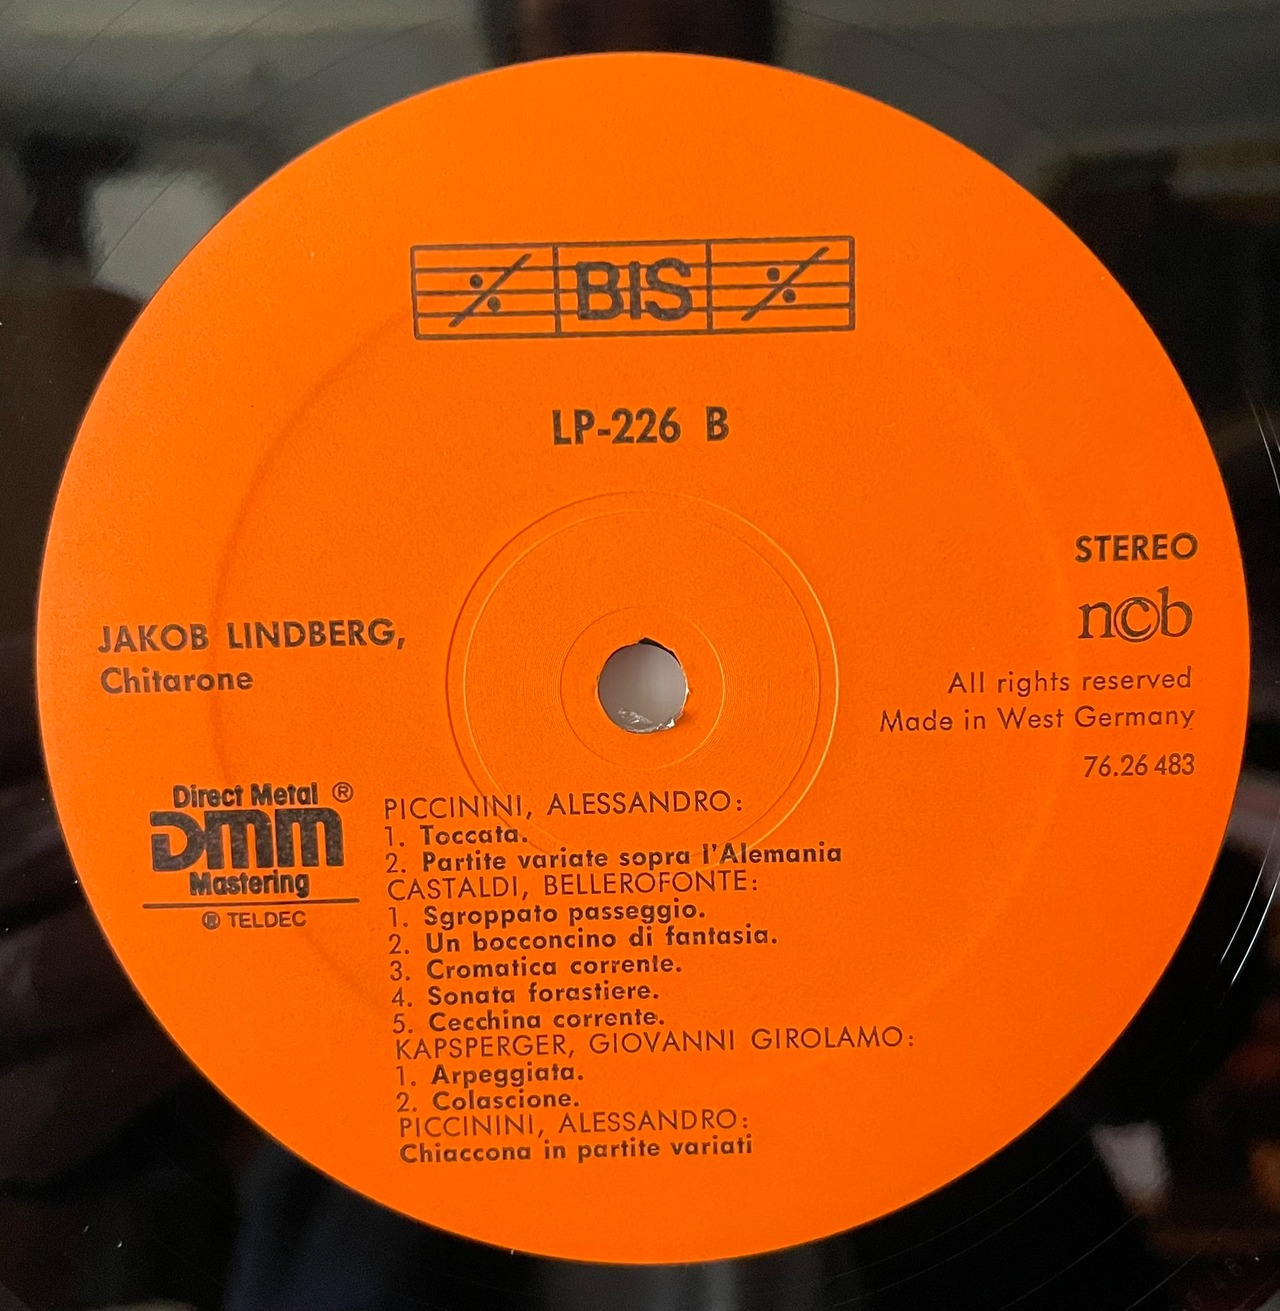 BIS
LP-226 B
STEREO
ncb
All rights reserved
Made in West Germany
76.26 483
JAKOB LINDBERG,
Chitarone
Direct Metal ®
DMM
Mastering
® TELDEC
PICCININI, ALESSANDRO:
1. Toccata.
2. Partite variate sopra l'Alemania
CASTALDI, BELLEROFONTE:
1. Sgroppato passeggio.
2. Un bocconcino di fantasia.
3. Cromatica corrente.
4. Sonata forastiere.
5. Cecchina corrente.
KAPSPERGER, GIOVANNI GIROLAMO:
1. Arpeggiata.
2. Colascione.
PICCININI, ALESSANDRO:
Chiaccona in partite variati